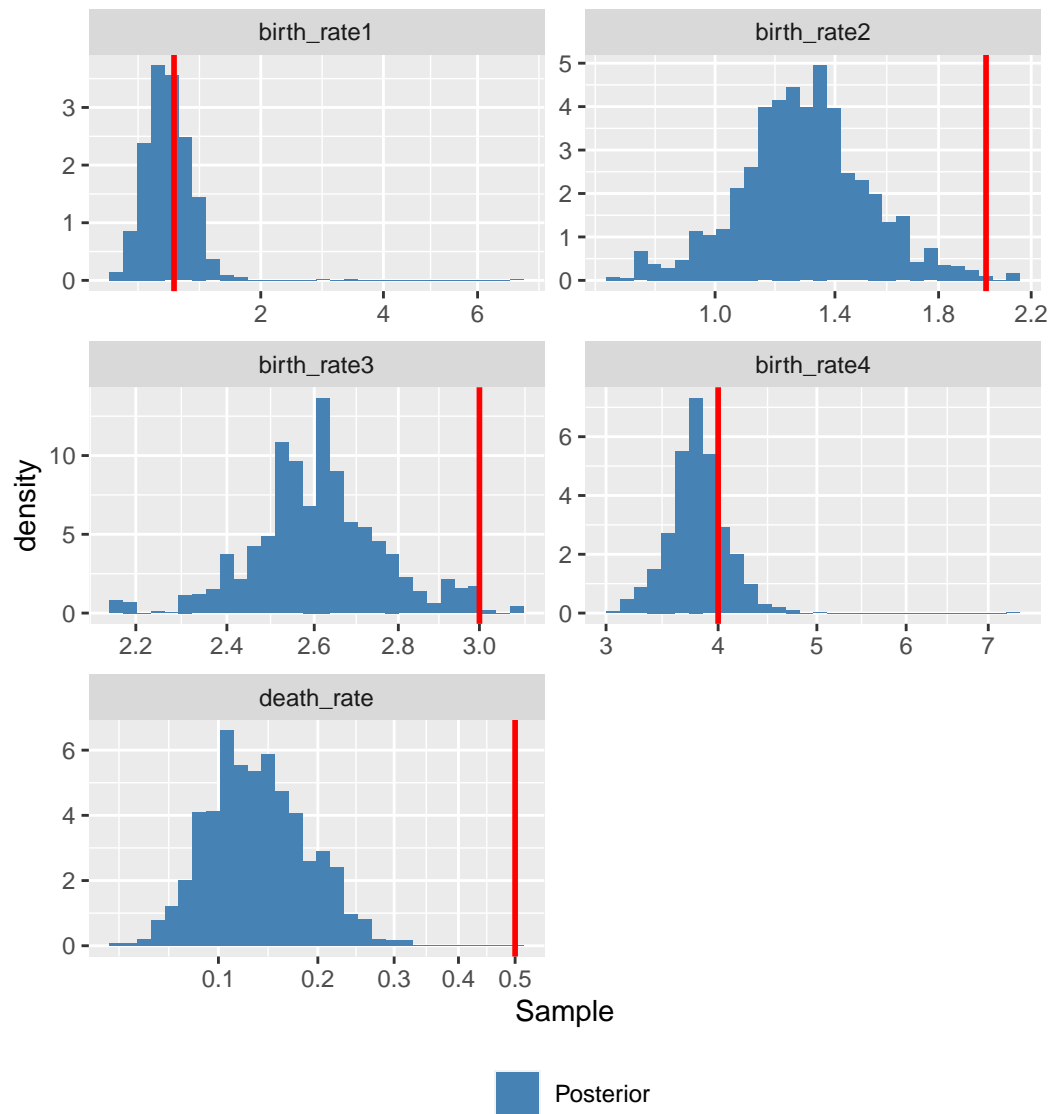 birth_rate1 birth_rate2
3
2
1
0
2 4 6
5
4
3
2
1
0
1.0 1.4 1.8 2.2
birth_rate3 birth_rate4
10
5
0
2.2 2.4 2.6 2.8 3.0
6
4
2
0
3 4 5 6 7
death_rate
6
4
2
0
0.1 0.2 0.3 0.4 0.5
density
Sample
Posterior